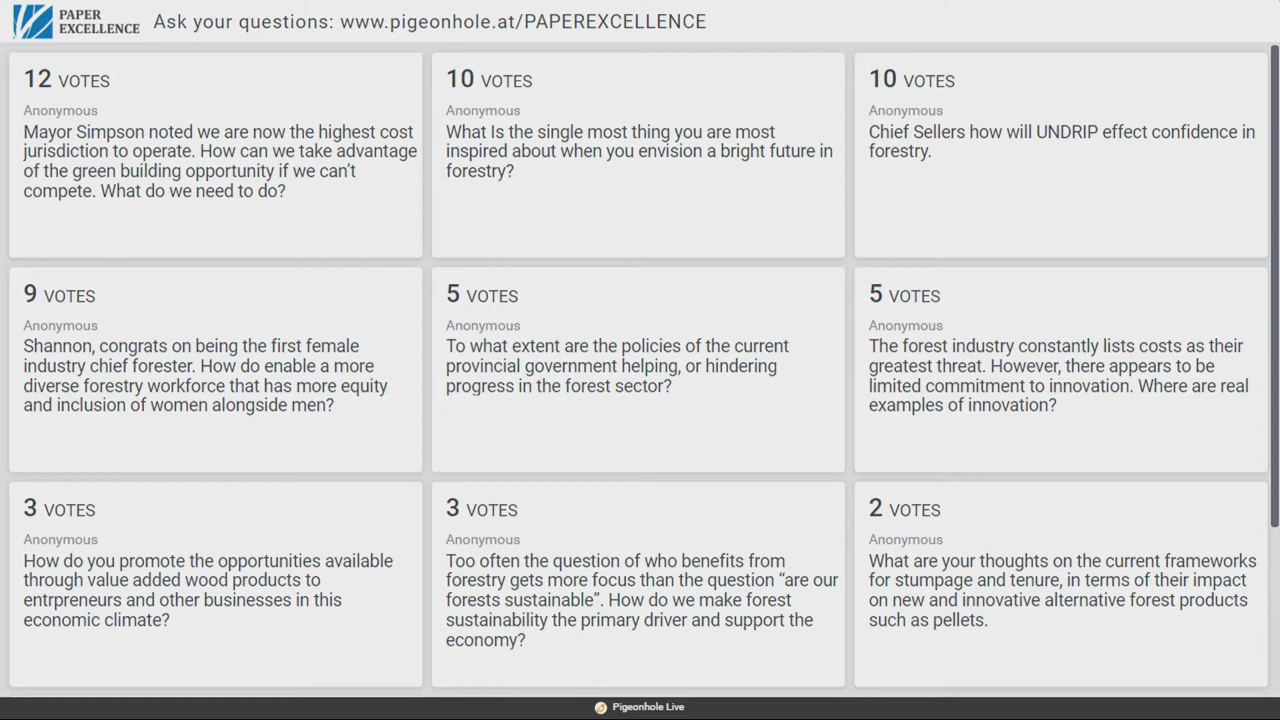 PAPER
EXCELLENCE
Ask your questions: www.pigeonhole.at/PAPEREXCELLENCE
12 VOTES
Anonymous
Mayor Simpson noted we are now the highest cost
jurisdiction to operate. How can we take advantage
of the green building opportunity if we can't
compete. What do we need to do?
10 VOTES
Anonymous
What Is the single most thing you are most
inspired about when you envision a bright future in
forestry?
10 VOTES
Anonymous
Chief Sellers how will UNDRIP effect confidence in
forestry.
9 VOTES
Anonymous
Shannon, congrats on being the first female
industry chief forester. How do enable a more
diverse forestry workforce that has more equity
and inclusion of women alongside men?
5 VOTES
Anonymous
To what extent are the policies of the current
provincial government helping, or hindering
progress in the forest sector?
5 VOTES
Anonymous
The forest industry constantly lists costs as their
greatest threat. However, there appears to be
limited commitment to innovation. Where are real
examples of innovation?
3 VOTES
Anonymous
How do you promote the opportunities available
through value added wood products to
entrpreneurs and other businesses in this
economic climate?
3 VOTES
Anonymous
Too often the question of who benefits from
forestry gets more focus than the question “are our
forests sustainable”. How do we make forest
sustainability the primary driver and support the
economy?
2 VOTES
Anonymous
What are your thoughts on the current frameworks
for stumpage and tenure, in terms of their impact
on new and innovative alternative forest products
such as pellets.
Pigeonhole Live